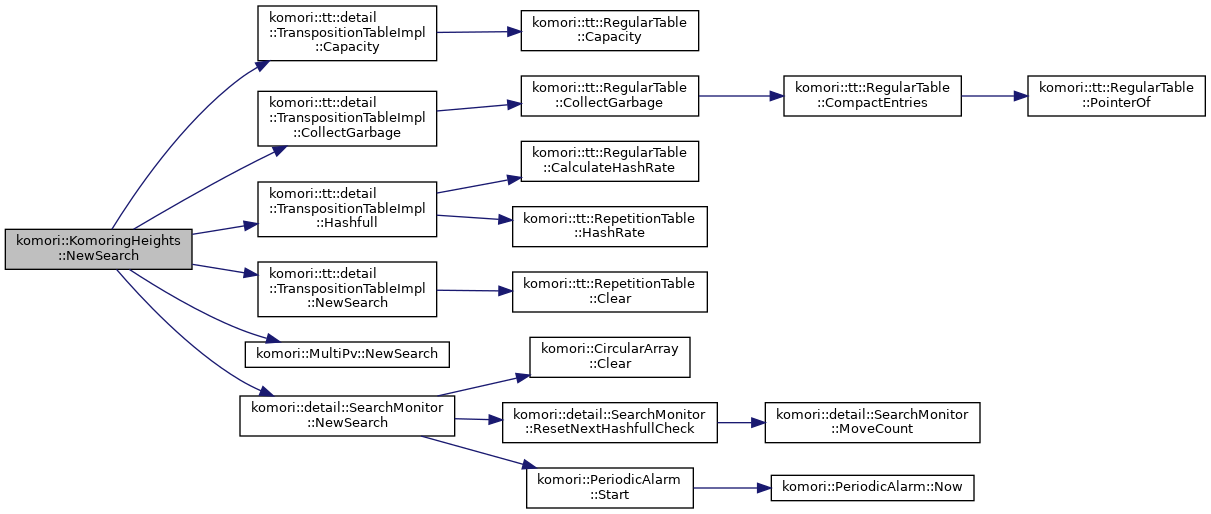 komori::KomoringHeights
::NewSearch
komori::tt::detail
::TranspositionTableImpl
::Capacity
komori::tt::RegularTable
::Capacity
komori::tt::detail
::TranspositionTableImpl
::CollectGarbage
komori::tt::RegularTable
::CollectGarbage
komori::tt::RegularTable
::CompactEntries
komori::tt::RegularTable
::PointerOf
komori::tt::detail
::TranspositionTableImpl
::Hashfull
komori::tt::RegularTable
::CalculateHashRate
komori::tt::RepetitionTable
::HashRate
komori::tt::detail
::TranspositionTableImpl
::NewSearch
komori::tt::RepetitionTable
::Clear
komori::MultiPv::NewSearch
komori::detail::SearchMonitor
::NewSearch
komori::CircularArray
::Clear
komori::detail::SearchMonitor
::ResetNextHashfullCheck
komori::detail::SearchMonitor
::MoveCount
komori::PeriodicAlarm
::Start
komori::PeriodicAlarm::Now